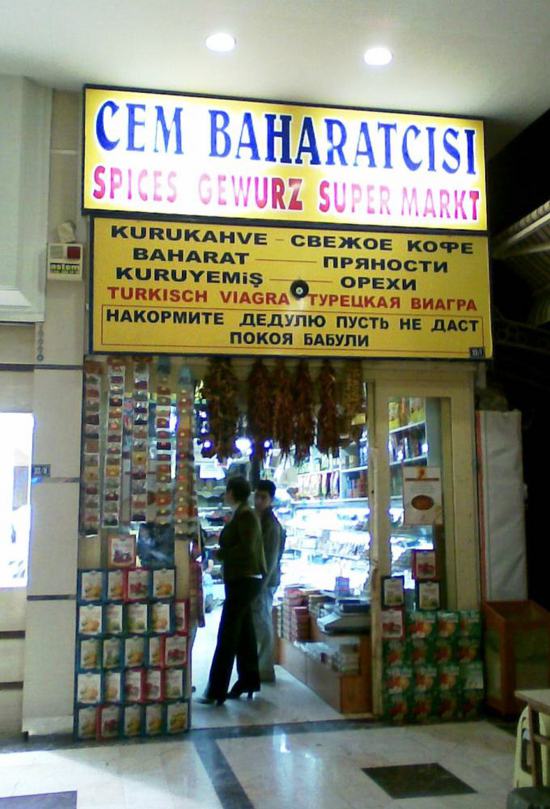 CEM BAHARATCISI
SPICES GEWURZ SUPER MARKT
KURUKAHVE - СВЕЖОЕ КОФЕ
BAHARAT — ПРЯНОСТИ
KURUYEMiŞ - ОРЕХИ
TURKISCH VIAGRA - ТУРЕЦКАЯ ВИАГРА
НАКОРМИТЕ ДЕДУЛЮ ПУСТЬ НЕ ДАСТ
ПОКОЯ БАБУЛИ